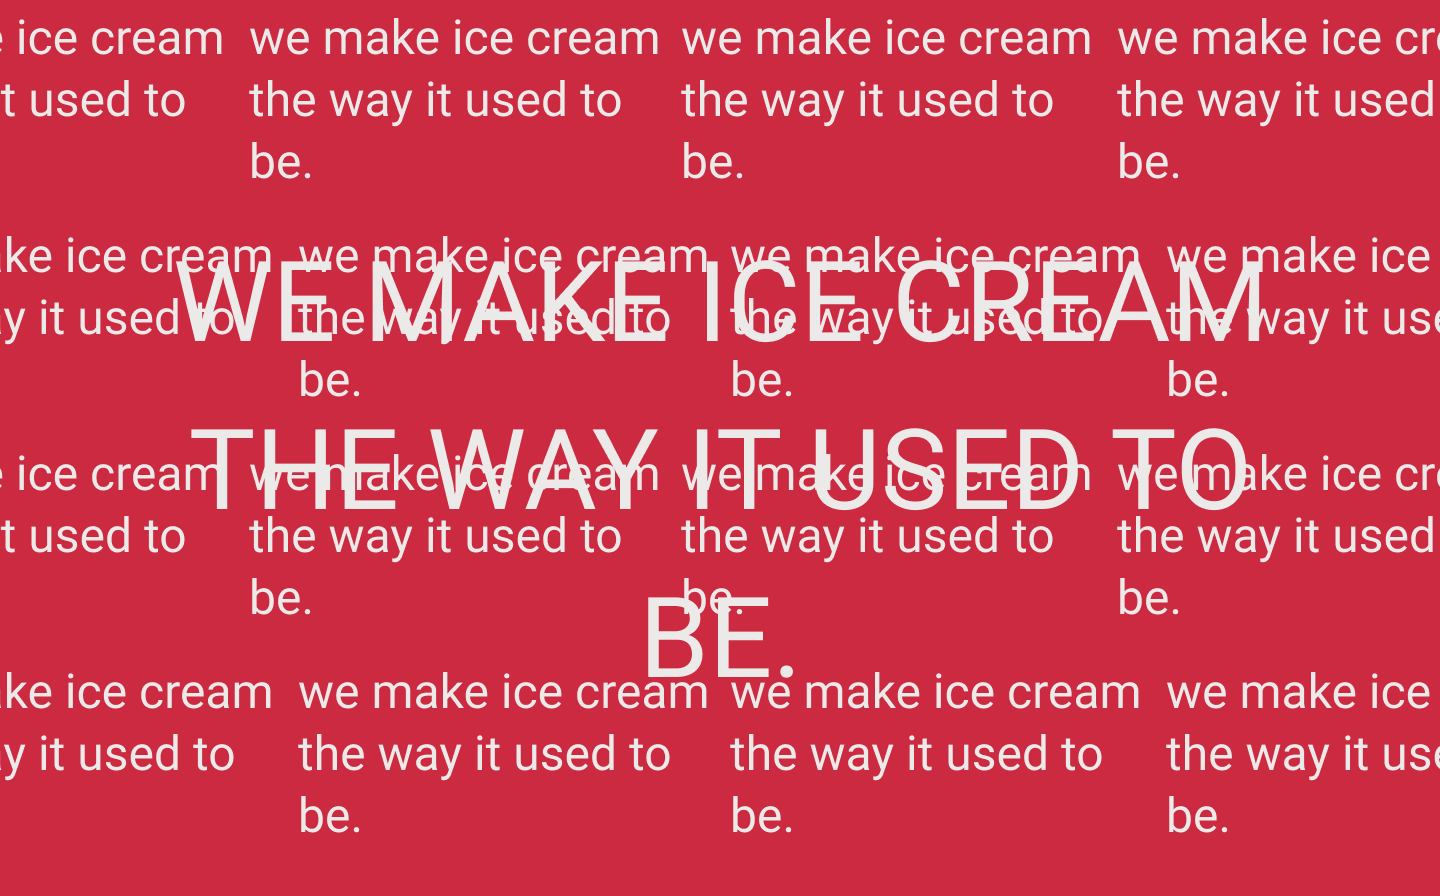 ice cream we make ice cream we make ice cream we make ice cr
t used to the way it used to the way it used to the way it used
be. be. be.
ke ice cream we make ice cream we make ice cream we make ice
y it used to the way it used to the way it used to the way it use
WE MAKE ICE CREAM
be. be. be.
ice cream we make ice cream we make ice cream we make ice cr
THE WAY IT USED TO
t used to the way it used to the way it used to the way it used
be. be. be.
BE.
ke ice cream we make ice cream we make ice cream we make ice
y it used to the way it used to the way it used to the way it use
be. be. be.